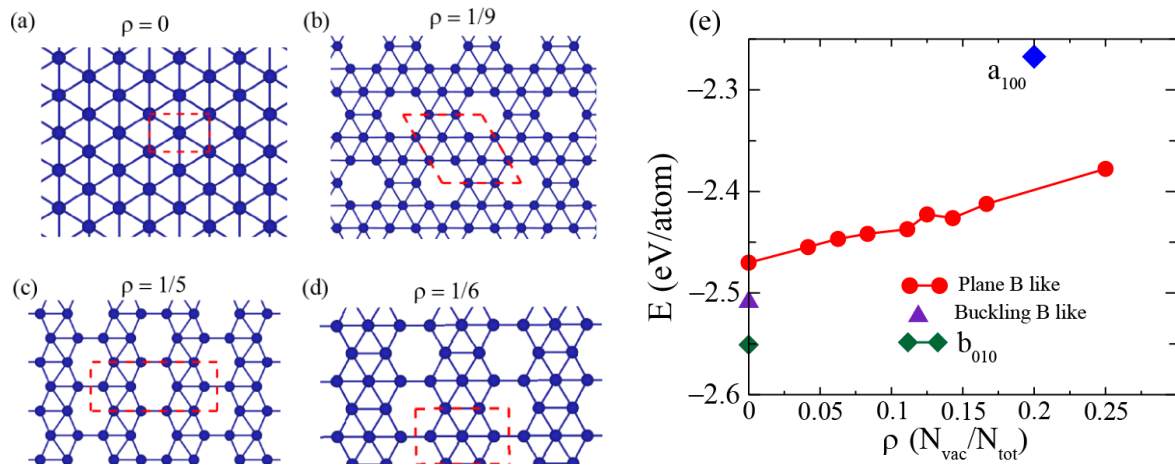 (a) ρ = 0
(b) ρ = 1/9
(c) ρ = 1/5
(d) ρ = 1/6
(e)
E (eV/atom)
−2.3
−2.4
−2.5
−2.6
a100
Plane B like
Buckling B like
b010
0 0.05 0.1 0.15 0.2 0.25
ρ (Nvac/Ntot)